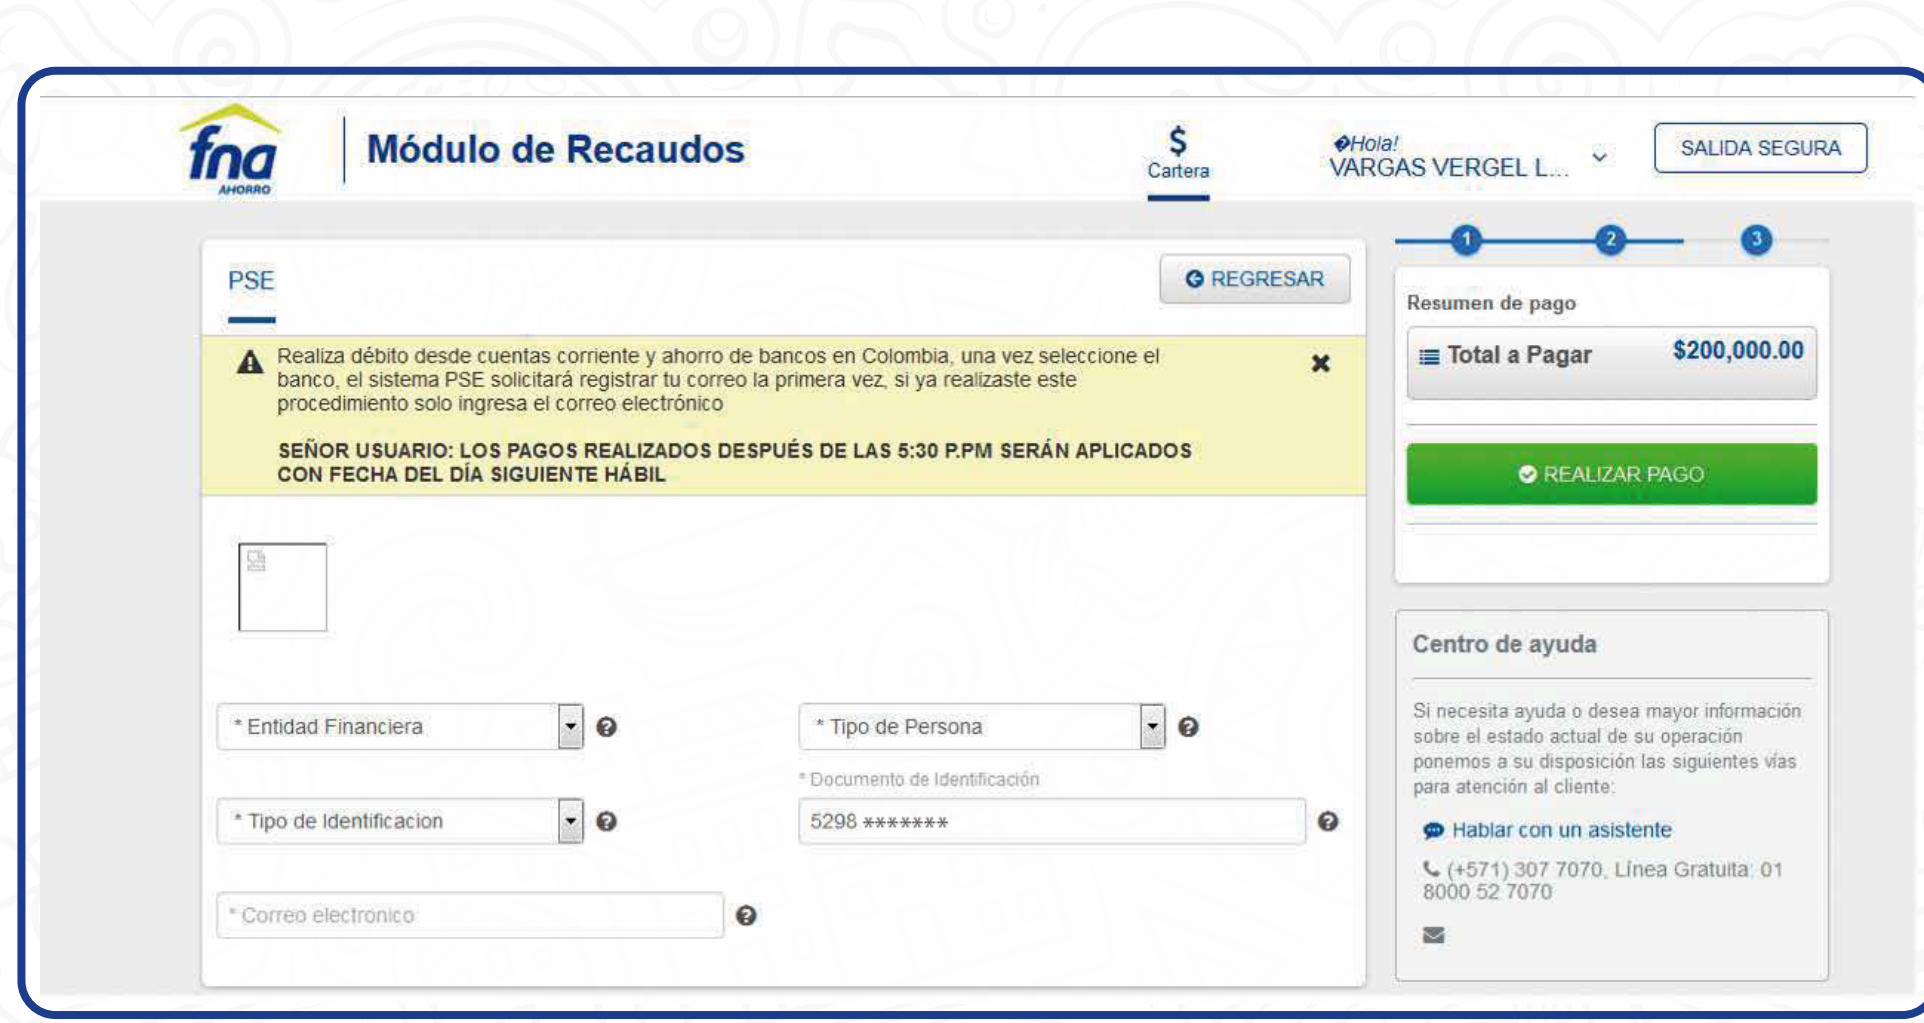 fna
AHORRO
Módulo de Recaudos
$
Cartera
�Hola!
VARGAS VERGEL L...
SALIDA SEGURA
PSE
REGRESAR
Realiza débito desde cuentas corriente y ahorro de bancos en Colombia, una vez seleccione el
banco, el sistema PSE solicitará registrar tu correo la primera vez, si ya realizaste este
procedimiento solo ingresa el correo electrónico
SEÑOR USUARIO: LOS PAGOS REALIZADOS DESPUÉS DE LAS 5:30 P.PM SERÁN APLICADOS
CON FECHA DEL DÍA SIGUIENTE HÁBIL
* Entidad Financiera
* Tipo de Persona
* Documento de Identificación
* Tipo de Identificacion
5298 *******
* Correo electronico
1 2 3
Resumen de pago
Total a Pagar $200,000.00
REALIZAR PAGO
Centro de ayuda
Si necesita ayuda o desea mayor información
sobre el estado actual de su operación
ponemos a su disposición las siguientes vías
para atención al cliente:
Hablar con un asistente
(+571) 307 7070, Línea Gratuita: 01
8000 52 7070